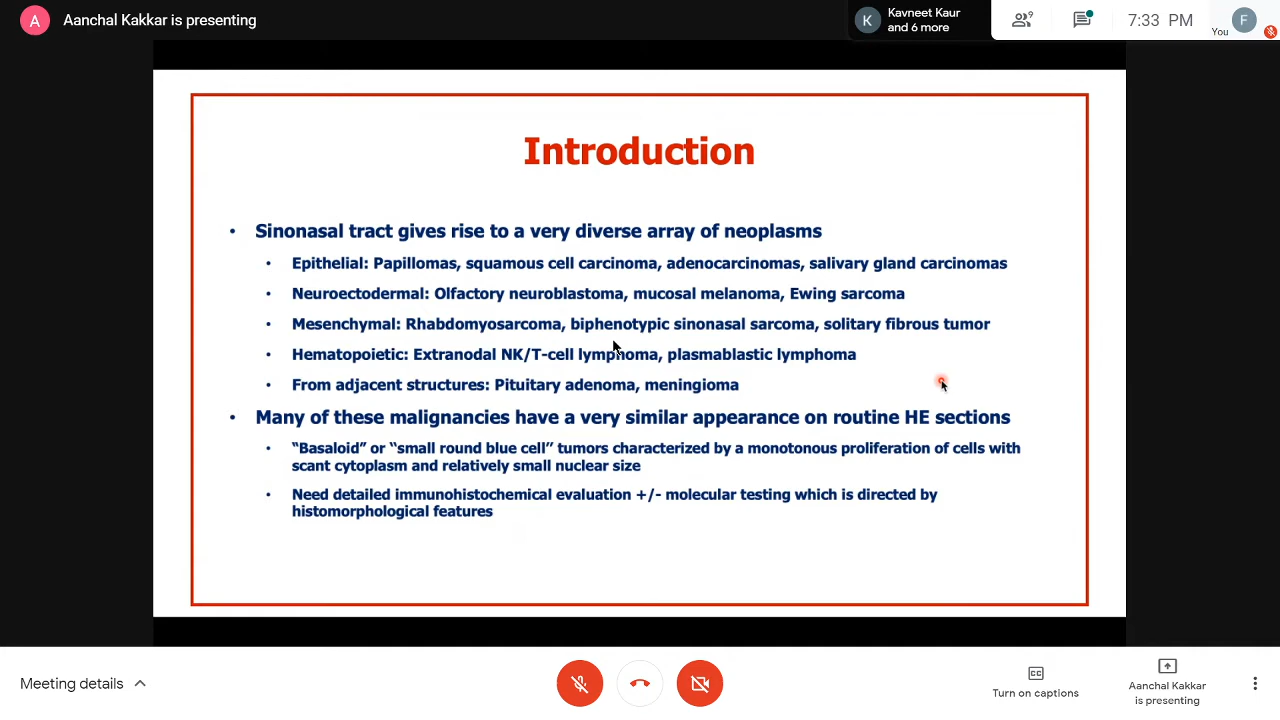 A
Aanchal Kakkar is presenting
K
Kavneet Kaur
and 6 more
9
7:33 PM
You
F
Introduction
• Sinonasal tract gives rise to a very diverse array of neoplasms
• Epithelial: Papillomas, squamous cell carcinoma, adenocarcinomas, salivary gland carcinomas
• Neuroectodermal: Olfactory neuroblastoma, mucosal melanoma, Ewing sarcoma
• Mesenchymal: Rhabdomyosarcoma, biphenotypic sinonasal sarcoma, solitary fibrous tumor
• Hematopoietic: Extranodal NK/T-cell lymphoma, plasmablastic lymphoma
• From adjacent structures: Pituitary adenoma, meningioma
• Many of these malignancies have a very similar appearance on routine HE sections
• “Basaloid” or “small round blue cell” tumors characterized by a monotonous proliferation of cells with
scant cytoplasm and relatively small nuclear size
• Need detailed immunohistochemical evaluation +/- molecular testing which is directed by
histomorphological features
Meeting details
CC
Turn on captions
Aanchal Kakkar
is presenting